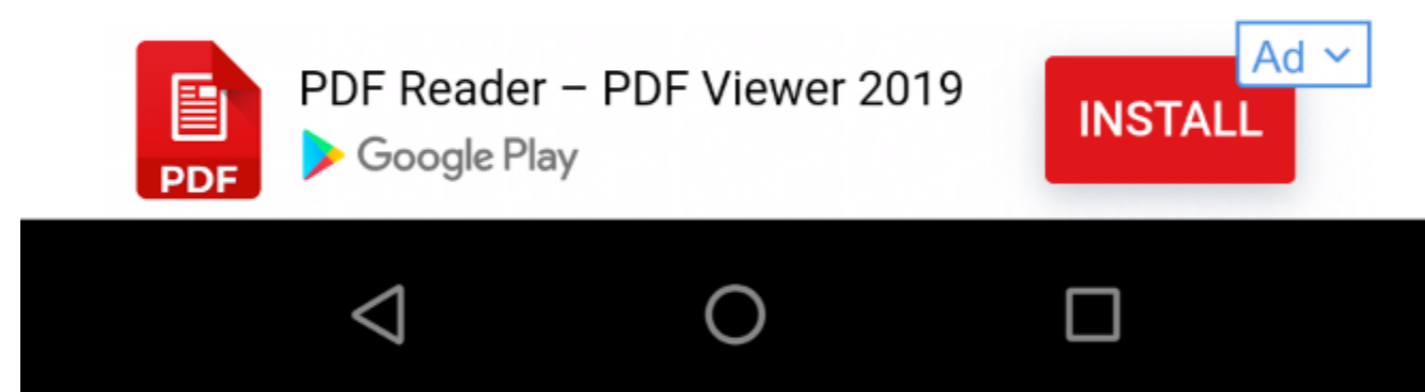 PDF Reader – PDF Viewer 2019
Google Play
PDF
INSTALL
Ad